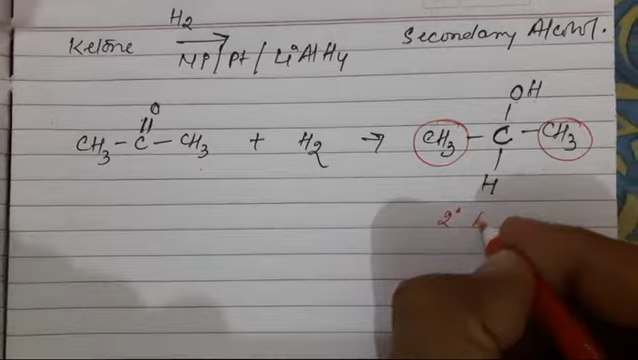 Ketone H2 → Ni/Pt/LiAlH4 Secondary Alcohol.
O OH
CH3 – C – CH3 + H2 → CH3 – C – CH3
H
2°